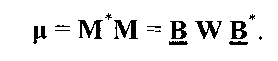 μ = M*M = B W B*.